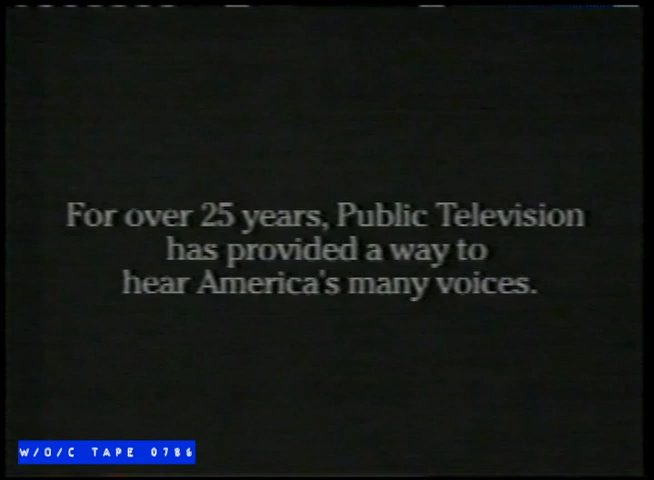 For over 25 years, Public Television
has provided a way to
hear America's many voices.
W/O/C TAPE 0786